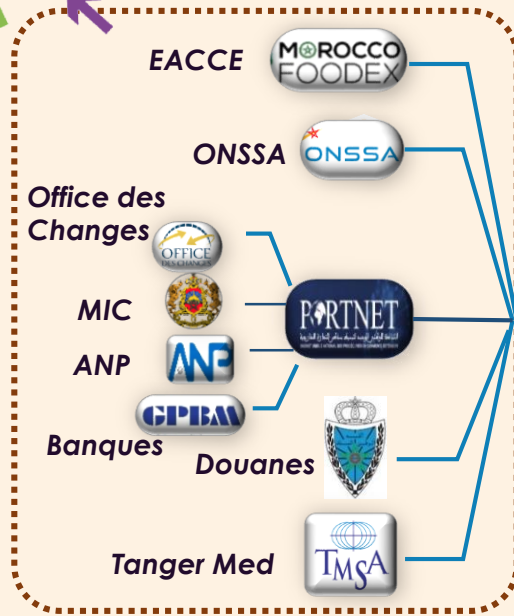 EACCE
MOROCCO
FOODEX
ONSSA
ONSSA
Office des
Changes
OFFICE
DES CHANGES
MIC
PORTNET
ANP
ANP
GPBM
Banques
Douanes
Tanger Med
TMSA